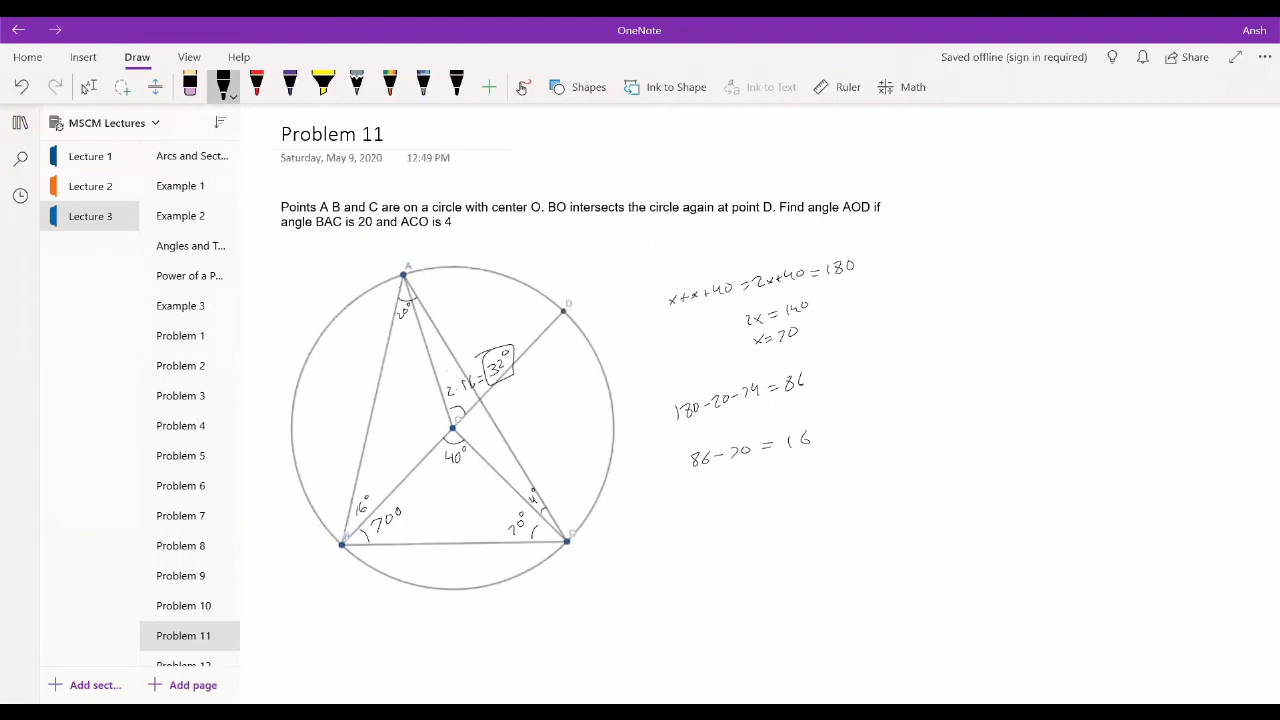 OneNote
Ansh
Home
Insert
Draw
View
Help
Saved offline (sign in required)
Share
Shapes
Ink to Shape
Ink to Text
Ruler
Math
MSCM Lectures
Lecture 1
Lecture 2
Lecture 3
Arcs and Sect...
Example 1
Example 2
Angles and T...
Power of a P...
Example 3
Problem 1
Problem 2
Problem 3
Problem 4
Problem 5
Problem 6
Problem 7
Problem 8
Problem 9
Problem 10
Problem 11
Problem 12
Add sect...
Add page
Problem 11
Saturday, May 9, 2020
12:49 PM
Points A B and C are on a circle with center O. BO intersects the circle again at point D. Find angle AOD if
angle BAC is 20 and ACO is 4
A
D
20°
2·16=32°
O
40°
16°
70°
4°
70°
C
x+x+40=2x+40=180
2x=140
x=70
180-20-74=86
86-70=16